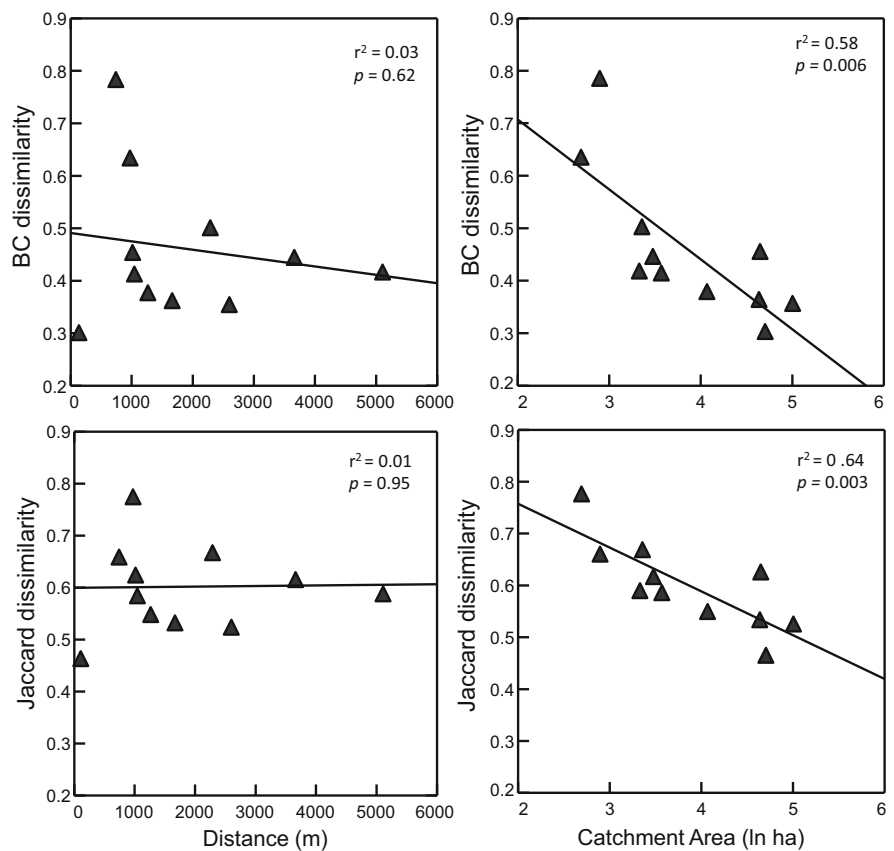 0.9
0.8
0.7
0.6
0.5
0.4
0.3
0.2
BC dissimilarity
r² = 0.03
p = 0.62
0 1000 2000 3000 4000 5000 6000
0.9
0.8
0.7
0.6
0.5
0.4
0.3
0.2
BC dissimilarity
r² = 0.58
p = 0.006
2 3 4 5 6
0.9
0.8
0.7
0.6
0.5
0.4
0.3
0.2
Jaccard dissimilarity
r² = 0.01
p = 0.95
0 1000 2000 3000 4000 5000 6000
Distance (m)
0.9
0.8
0.7
0.6
0.5
0.4
0.3
0.2
Jaccard dissimilarity
r² = 0 .64
p = 0.003
2 3 4 5 6
Catchment Area (ln ha)